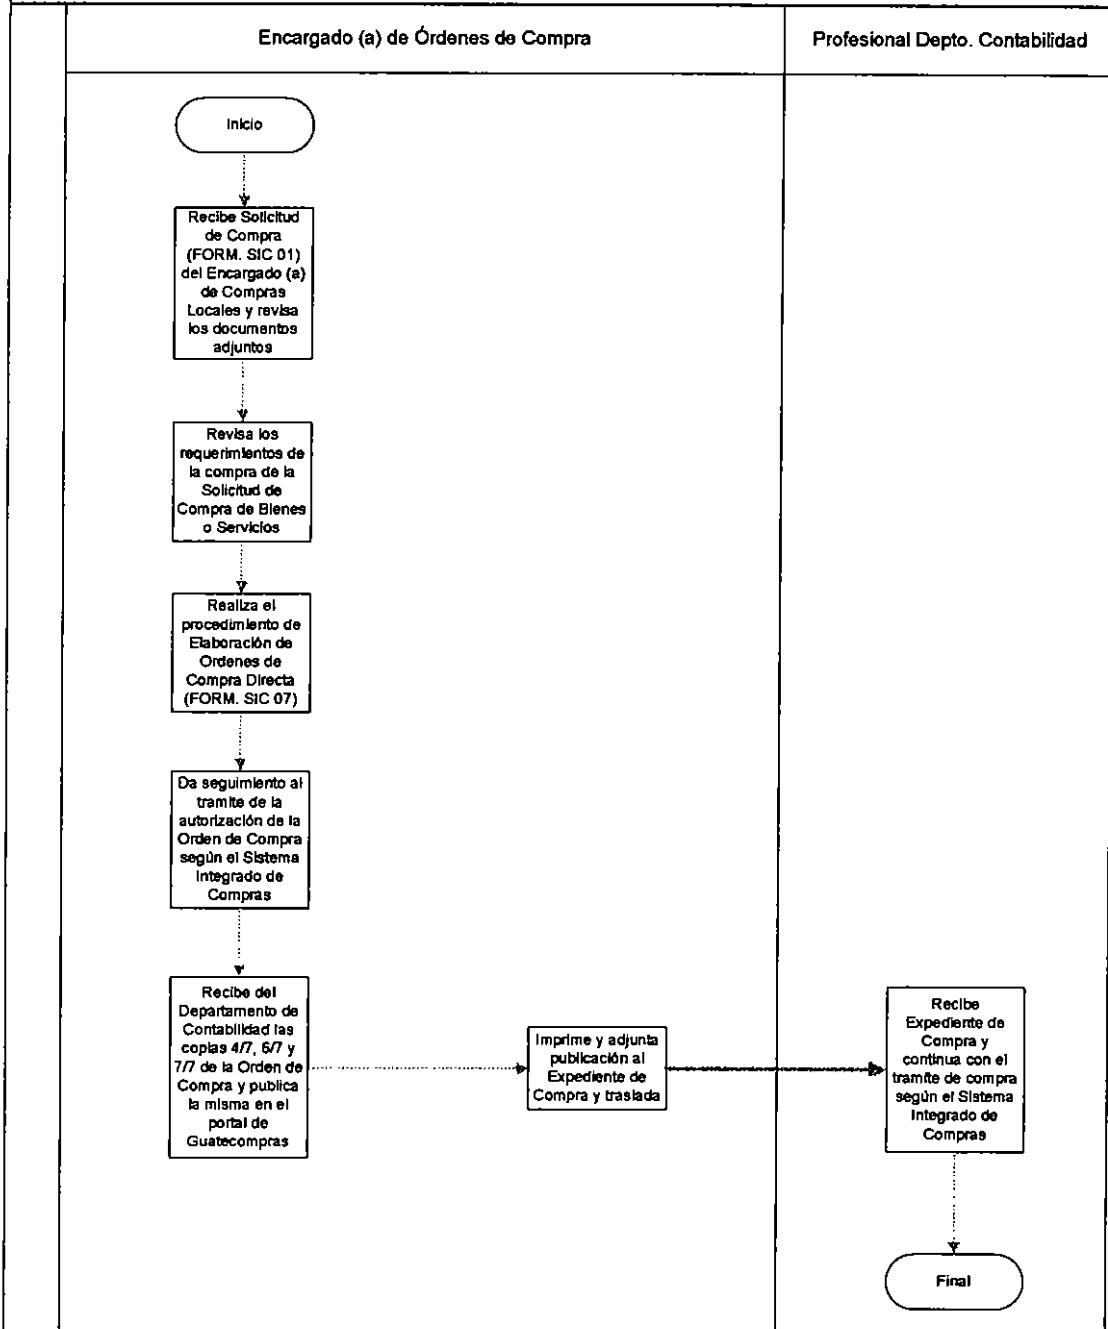 Encargado (a) de Órdenes de Compra
Profesional Depto. Contabilidad
Inicio
Recibe Solicitud
de Compra
(FORM. SIC 01)
del Encargado (a)
de Compras
Locales y revisa
los documentos
adjuntos
Revisa los
requerimientos de
la compra de la
Solicitud de
Compra de Bienes
o Servicios
Realiza el
procedimiento de
Elaboración de
Ordenes de
Compra Directa
(FORM. SIC 07)
Da seguimiento al
tramite de la
autorización de la
Orden de Compra
según el Sistema
Integrado de
Compras
Recibe del
Departamento de
Contabilidad las
copias 4/7, 6/7 y
7/7 de la Orden de
Compra y publica
la misma en el
portal de
Guatecompras
Imprime y adjunta
publicación al
Expediente de
Compra y traslada
Recibe
Expediente de
Compra y
continua con el
tramite de compra
según el Sistema
Integrado de
Compras
Final